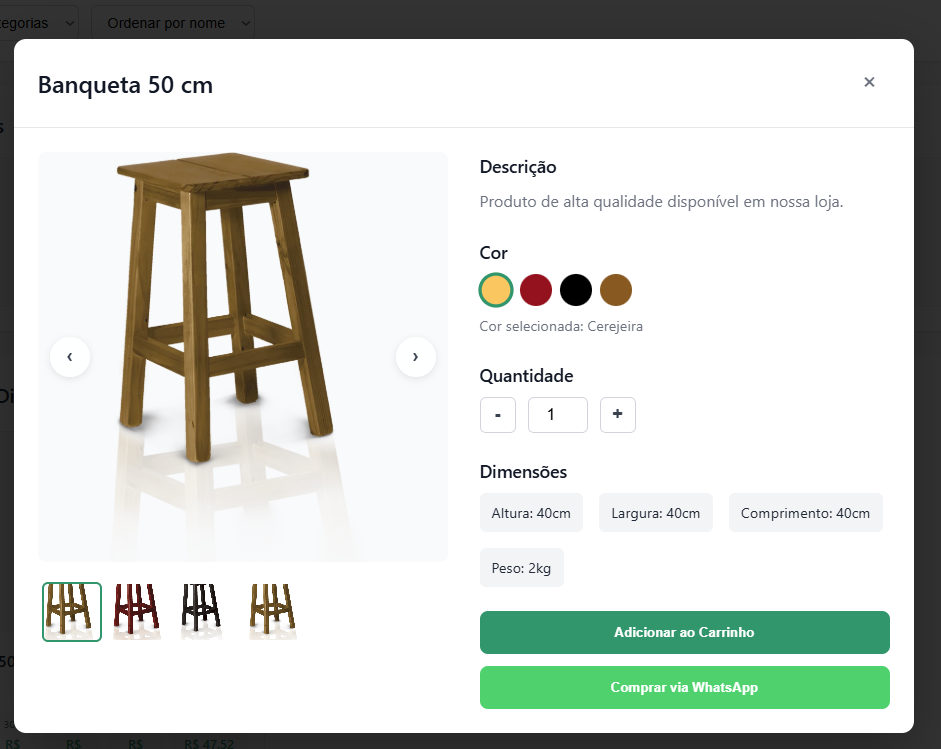 Ordenar por nome
Banqueta 50 cm
×
Descrição
Produto de alta qualidade disponível em nossa loja.
Cor
Cor selecionada: Cerejeira
‹
›
Quantidade
-
1
+
Dimensões
Altura: 40cm
Largura: 40cm
Comprimento: 40cm
Peso: 2kg
Adicionar ao Carrinho
Comprar via WhatsApp
R$
R$
R$
R$ 47,52